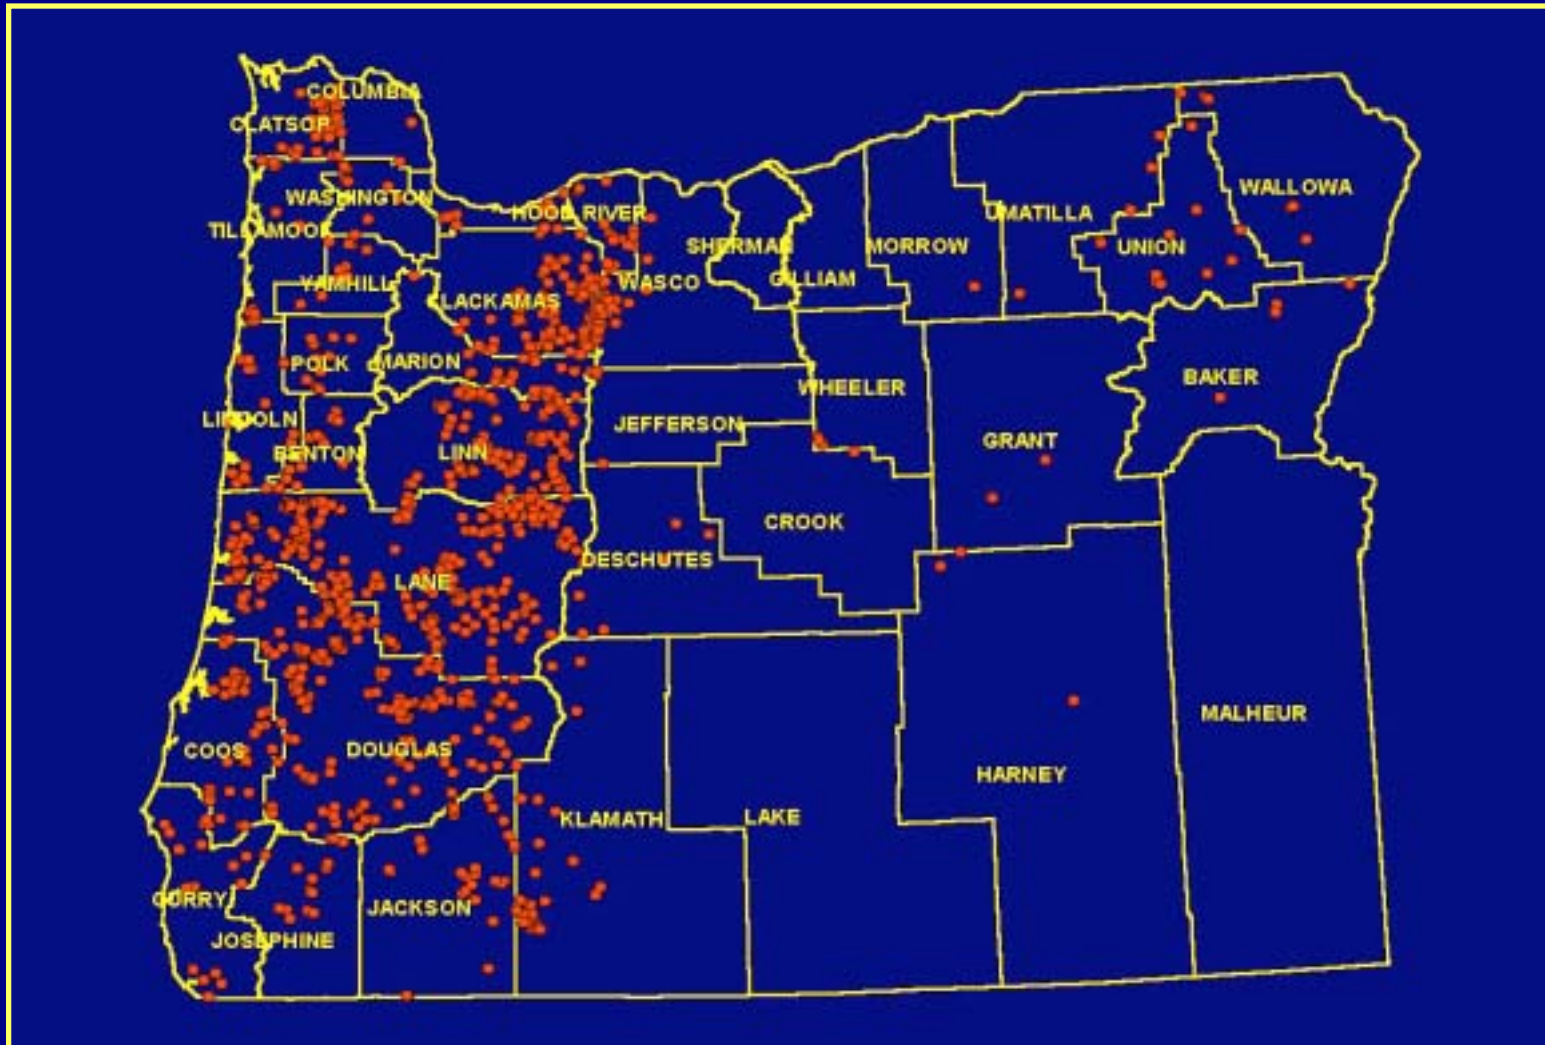 COLUMBIA
CLATSOP
WASHINGTON
WALLOWA
HOOD RIVER
UMATILLA
TILLAMOOK
SHERMAN
MORROW
UNION
GILLIAM
YAMHILL
WASCO
CLACKAMAS
POLK
MARION
BAKER
WHEELER
LINCOLN
JEFFERSON
GRANT
BENTON
LINN
CROOK
DESCHUTES
LANE
MALHEUR
COOS
DOUGLAS
HARNEY
KLAMATH
LAKE
CURRY
JACKSON
JOSEPHINE